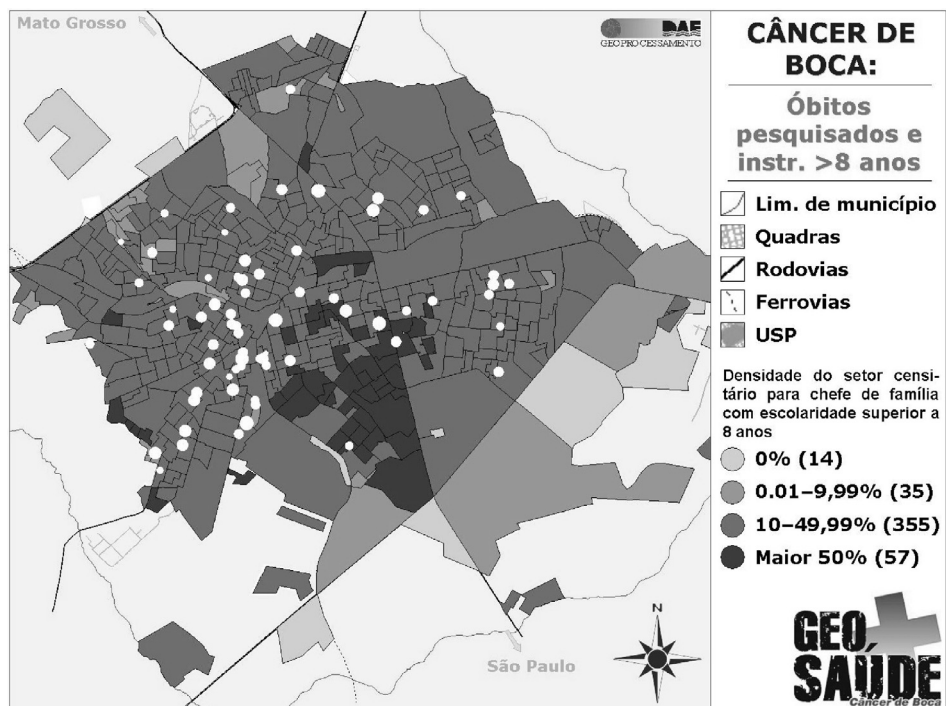 Mato Grosso
DAE
GEOPROCESSAMENTO
São Paulo
N
CÂNCER DE
BOCA:
Óbitos
pesquisados e
instr. >8 anos
Lim. de município
Quadras
Rodovias
Ferrovias
USP
Densidade do setor censi-
tário para chefe de família
com escolaridade superior a
8 anos
0% (14)
0.01–9,99% (35)
10–49,99% (355)
Maior 50% (57)
GEO
SAÚDE
Câncer de Boca